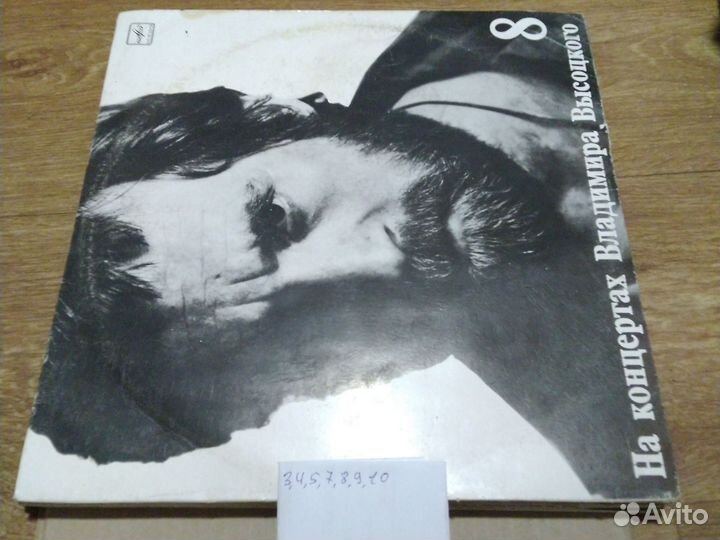 8
На концертах Владимира Высоцкого
3,4,5,7,8,9,10
Avito